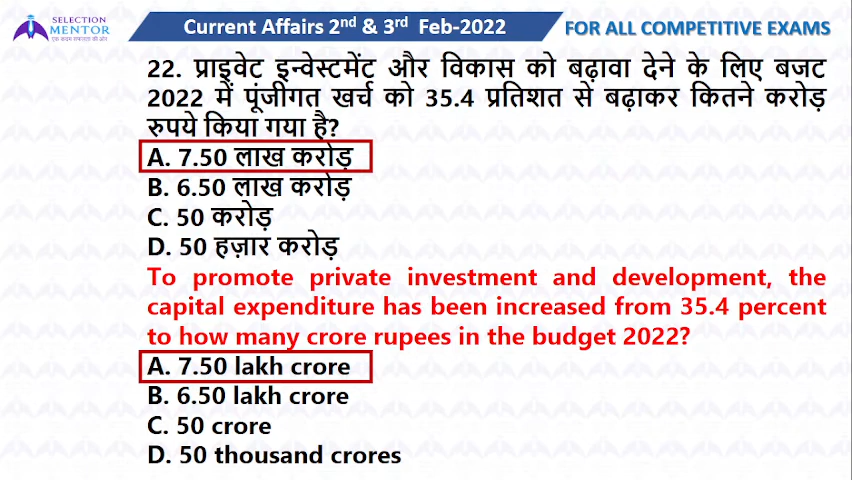 SELECTION
MENTOR
एक कदम सफलता की ओर
Current Affairs 2nd & 3rd Feb-2022
FOR ALL COMPETITIVE EXAMS
22. प्राइवेट इन्वेस्टमेंट और विकास को बढ़ावा देने के लिए बजट
2022 में पूंजीगत खर्च को 35.4 प्रतिशत से बढ़ाकर कितने करोड़
रुपये किया गया है?
A. 7.50 लाख करोड़
B. 6.50 लाख करोड़
C. 50 करोड़
D. 50 हज़ार करोड़
To promote private investment and development, the
capital expenditure has been increased from 35.4 percent
to how many crore rupees in the budget 2022?
A. 7.50 lakh crore
B. 6.50 lakh crore
C. 50 crore
D. 50 thousand crores